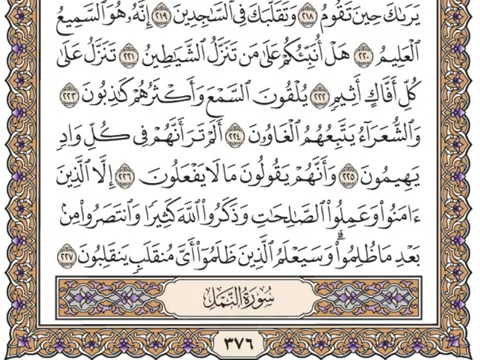 يَرَىٰكَ حِينَ تَقُومُ ٢١٨ وَتَقَلُّبَكَ فِي ٱلسَّٰجِدِينَ ٢١٩ إِنَّهُۥ هُوَ ٱلسَّمِيعُ
ٱلْعَلِيمُ ٢٢٠ هَلْ أُنَبِّئُكُمْ عَلَىٰ مَن تَنَزَّلُ ٱلشَّيَٰطِينُ ٢٢١ تَنَزَّلُ عَلَىٰ
كُلِّ أَفَّاكٍ أَثِيمٍ ٢٢٢ يُلْقُونَ ٱلسَّمْعَ وَأَكْثَرُهُمْ كَٰذِبُونَ ٢٢٣
وَٱلشُّعَرَآءُ يَتَّبِعُهُمُ ٱلْغَاوُۥنَ ٢٢٤ أَلَمْ تَرَ أَنَّهُمْ فِي كُلِّ وَادٍ
يَهِيمُونَ ٢٢٥ وَأَنَّهُمْ يَقُولُونَ مَا لَا يَفْعَلُونَ ٢٢٦ إِلَّا ٱلَّذِينَ
ءَامَنُوا۟ وَعَمِلُوا۟ ٱلصَّٰلِحَٰتِ وَذَكَرُوا۟ ٱللَّهَ كَثِيرًا وَٱنتَصَرُوا۟ مِنۢ
بَعْدِ مَا ظُلِمُوا۟ ۗ وَسَيَعْلَمُ ٱلَّذِينَ ظَلَمُوٓا۟ أَىَّ مُنقَلَبٍ يَنقَلِبُونَ ٢٢٧
سُورَةُ ٱلنَّمْلِ
٣٧٦